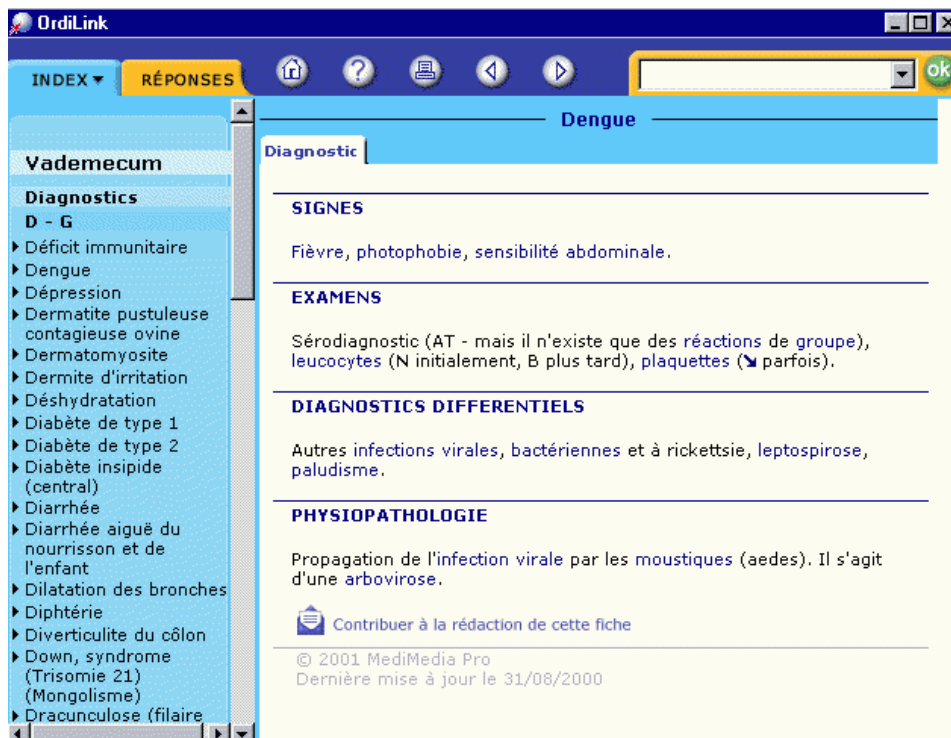 OrdiLink
INDEX
RÉPONSES
ok
Vademecum
Diagnostics
D - G
Déficit immunitaire
Dengue
Dépression
Dermatite pustuleuse
contagieuse ovine
Dermatomyosite
Dermite d'irritation
Déshydratation
Diabète de type 1
Diabète de type 2
Diabète insipide
(central)
Diarrhée
Diarrhée aiguë du
nourrisson et de
l'enfant
Dilatation des bronches
Diphtérie
Diverticulite du côlon
Down, syndrome
(Trisomie 21)
(Mongolisme)
Dracunculose (filaire
Dengue
Diagnostic
SIGNES
Fièvre, photophobie, sensibilité abdominale.
EXAMENS
Sérodiagnostic (AT - mais il n'existe que des réactions de groupe),
leucocytes (N initialement, B plus tard), plaquettes (↘ parfois).
DIAGNOSTICS DIFFERENTIELS
Autres infections virales, bactériennes et à rickettsie, leptospirose,
paludisme.
PHYSIOPATHOLOGIE
Propagation de l'infection virale par les moustiques (aedes). Il s'agit
d'une arbovirose.
Contribuer à la rédaction de cette fiche
© 2001 MediMedia Pro
Dernière mise à jour le 31/08/2000